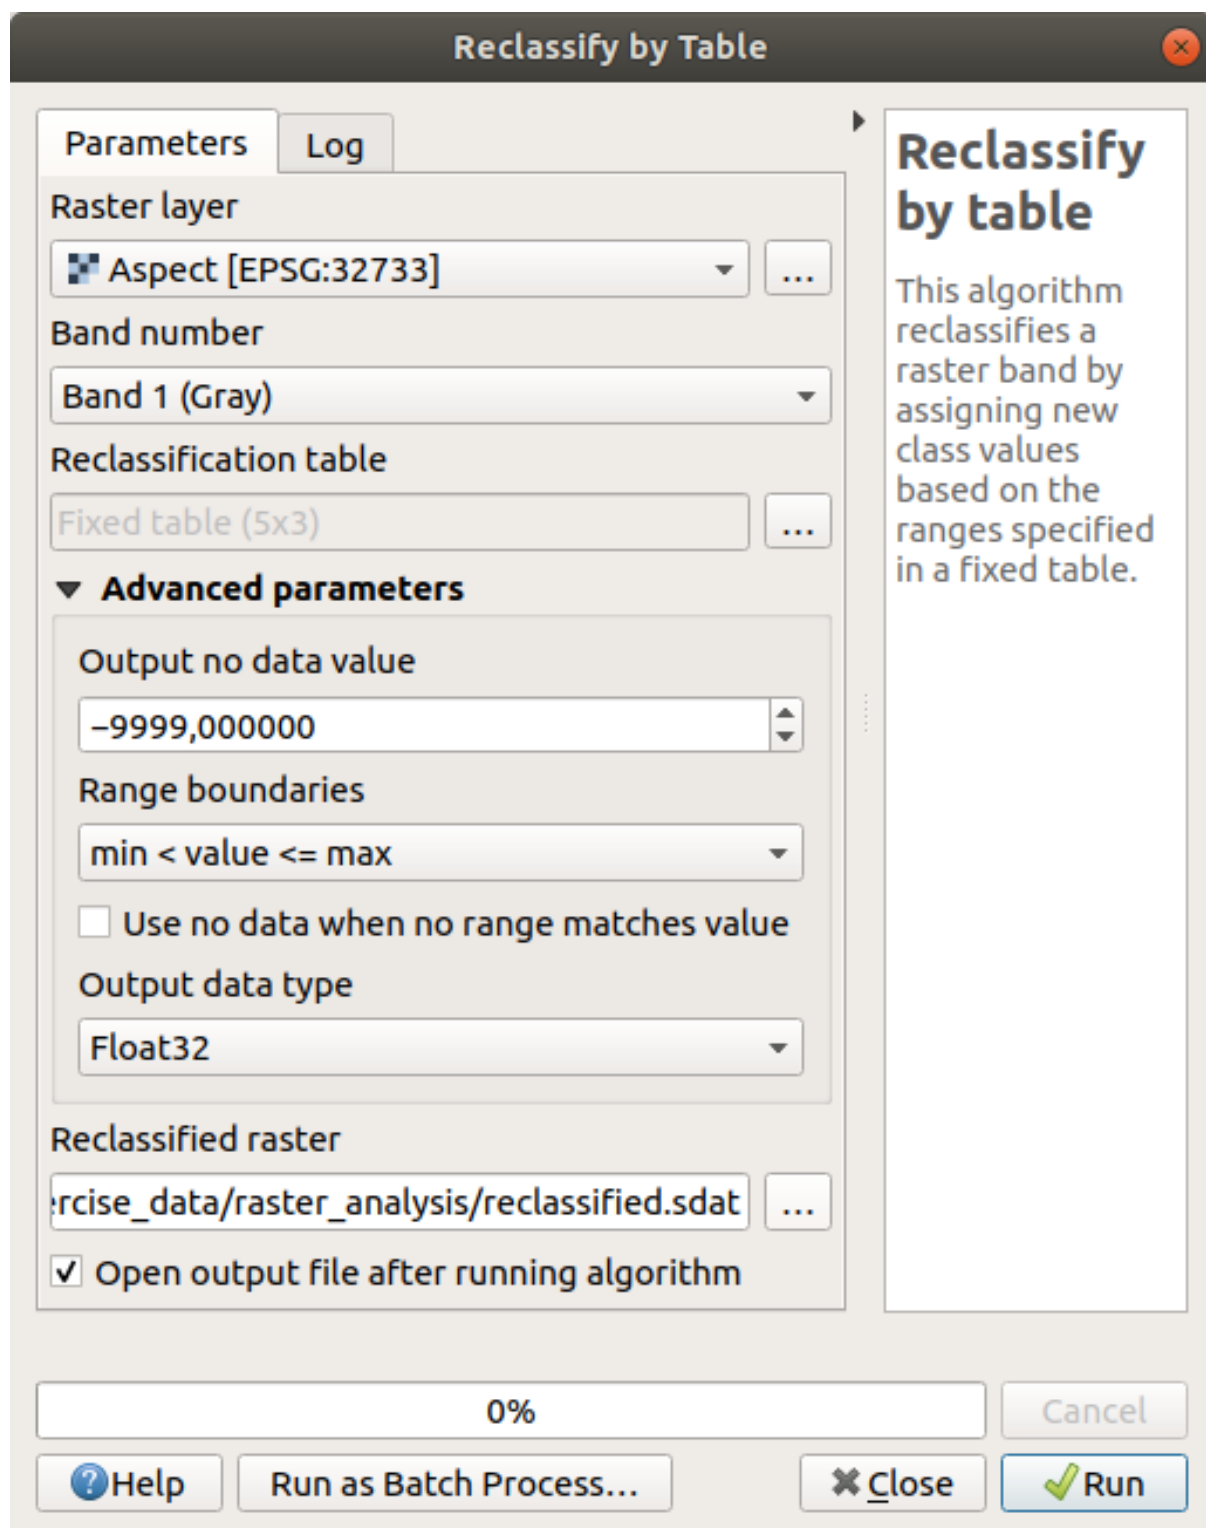 Reclassify by Table
Parameters
Log
Raster layer
Aspect [EPSG:32733]
...
Band number
Band 1 (Gray)
Reclassification table
Fixed table (5x3)
...
Advanced parameters
Output no data value
−9999,000000
Range boundaries
min < value <= max
Use no data when no range matches value
Output data type
Float32
Reclassified raster
rcise_data/raster_analysis/reclassified.sdat
...
Open output file after running algorithm
Reclassify
by table
This algorithm
reclassifies a
raster band by
assigning new
class values
based on the
ranges specified
in a fixed table.
0%
Cancel
Help
Run as Batch Process...
Close
Run